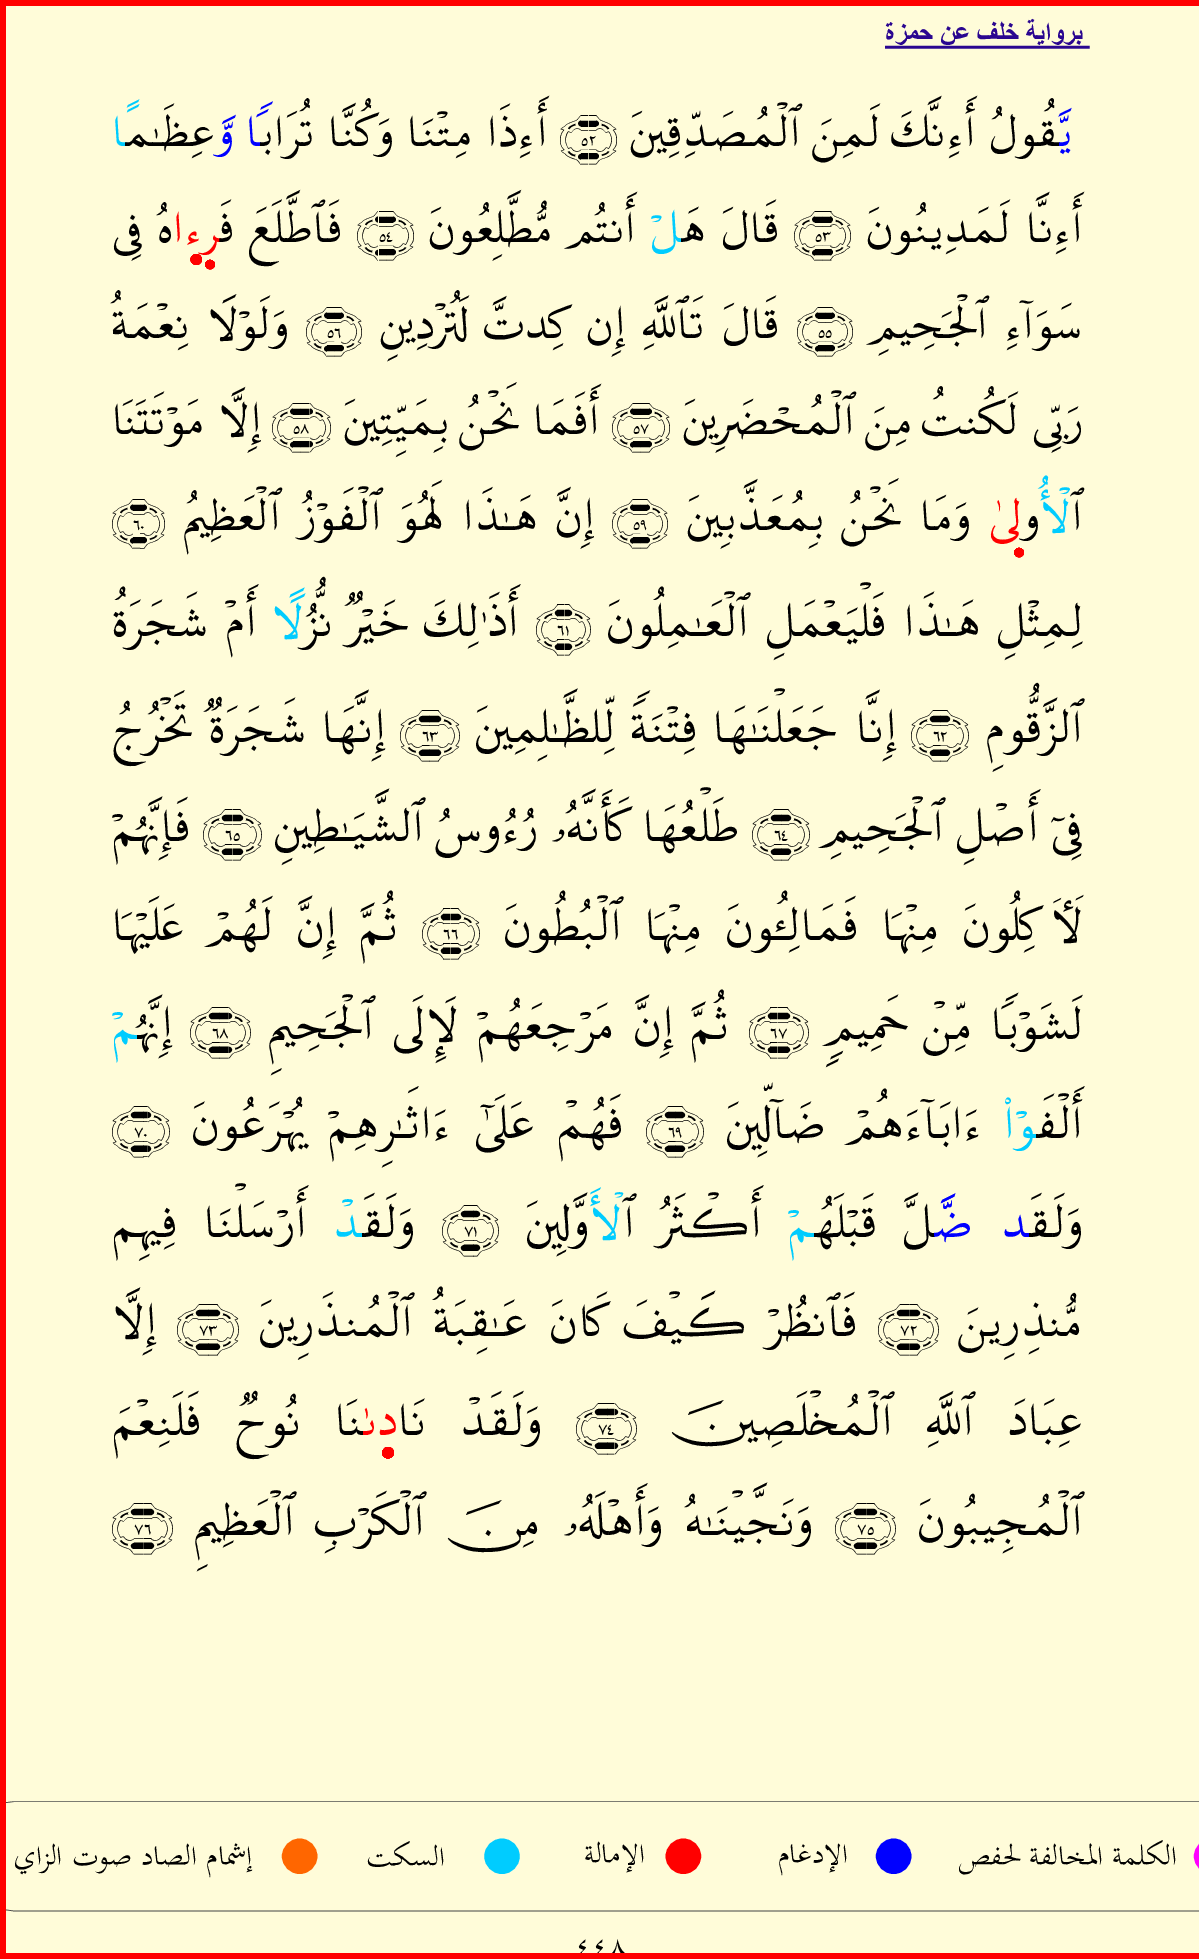 برواية خلف عن حمزة
يَّقُولُ أَءِنَّكَ لَمِنَ ٱلْمُصَدِّقِينَ ٥٢ أَءِذَا مِتْنَا وَكُنَّا تُرَابًا وَّعِظَٰمًا
أَءِنَّا لَمَدِينُونَ ٥٣ قَالَ هَلْ أَنتُم مُّطَّلِعُونَ ٥٤ فَٱطَّلَعَ فَرِءاهُ فِى
سَوَآءِ ٱلْجَحِيمِ ٥٥ قَالَ تَٱللَّهِ إِن كِدتَّ لَتُرْدِينِ ٥٦ وَلَوْلَا نِعْمَةُ
رَبِّى لَكُنتُ مِنَ ٱلْمُحْضَرِينَ ٥٧ أَفَمَا نَحْنُ بِمَيِّتِينَ ٥٨ إِلَّا مَوْتَتَنَا
ٱلْأُولىٰ وَمَا نَحْنُ بِمُعَذَّبِينَ ٥٩ إِنَّ هَٰذَا لَهُوَ ٱلْفَوْزُ ٱلْعَظِيمُ ٦٠
لِمِثْلِ هَٰذَا فَلْيَعْمَلِ ٱلْعَٰمِلُونَ ٦١ أَذَٰلِكَ خَيْرٌ نُّزُلًا أَمْ شَجَرَةُ
ٱلزَّقُّومِ ٦٢ إِنَّا جَعَلْنَٰهَا فِتْنَةً لِّلظَّٰلِمِينَ ٦٣ إِنَّهَا شَجَرَةٌ تَخْرُجُ
فِىٓ أَصْلِ ٱلْجَحِيمِ ٦٤ طَلْعُهَا كَأَنَّهُۥ رُءُوسُ ٱلشَّيَٰطِينِ ٦٥ فَإِنَّهُمْ
لَأَكِلُونَ مِنْهَا فَمَالِـُٔونَ مِنْهَا ٱلْبُطُونَ ٦٦ ثُمَّ إِنَّ لَهُمْ عَلَيْهَا
لَشَوْبًا مِّنْ حَمِيمٍ ٦٧ ثُمَّ إِنَّ مَرْجِعَهُمْ لَإِلَى ٱلْجَحِيمِ ٦٨ إِنَّهُمْ
أَلْفَوْا۟ ءَابَآءَهُمْ ضَآلِّينَ ٦٩ فَهُمْ عَلَىٰٓ ءَاثَٰرِهِمْ يُهْرَعُونَ ٧٠
وَلَقَد ضَّلَّ قَبْلَهُمْ أَكْثَرُ ٱلْأَوَّلِينَ ٧١ وَلَقَدْ أَرْسَلْنَا فِيهِم
مُّنذِرِينَ ٧٢ فَٱنظُرْ كَيْفَ كَانَ عَٰقِبَةُ ٱلْمُنذَرِينَ ٧٣ إِلَّا
عِبَادَ ٱللَّهِ ٱلْمُخْلَصِينَ ٧٤ وَلَقَدْ نَادىٰنَا نُوحٌ فَلَنِعْمَ
ٱلْمُجِيبُونَ ٧٥ وَنَجَّيْنَٰهُ وَأَهْلَهُۥ مِنَ ٱلْكَرْبِ ٱلْعَظِيمِ ٧٦
الكلمة المخالفة لحفص الإدغام الإمالة السكت إشمام الصاد صوت الزاي
٤٤٨